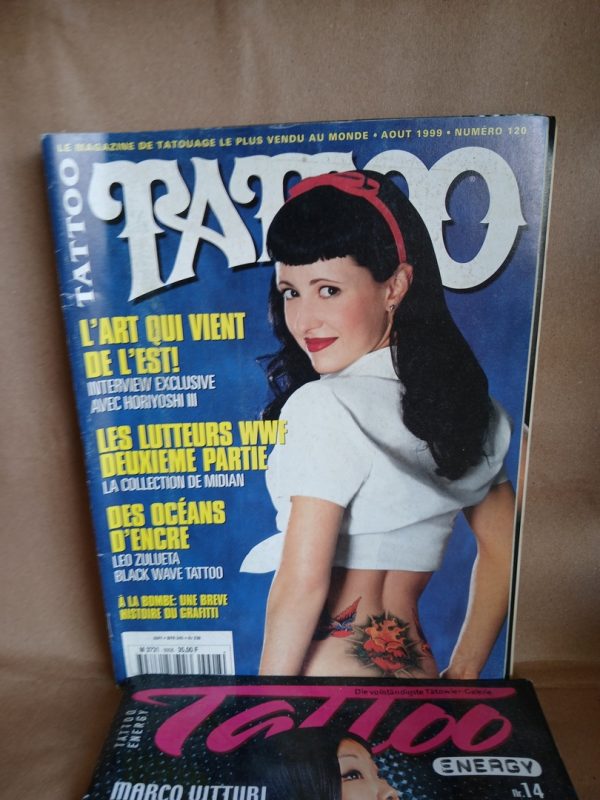 LE MAGAZINE DE TATOUAGE LE PLUS VENDU AU MONDE • AOUT 1999 • NUMÉRO 120
TATTOO
TATTOO
L'ART QUI VIENT
DE L'EST!
INTERVIEW EXCLUSIVE
AVEC HORIYOSHI III
LES LUTTEURS WWF
DEUXIEME PARTIE
LA COLLECTION DE MIDIAN
DES OCÉANS
D'ENCRE
LEO ZULUETA
BLACK WAVE TATTOO
À LA BOMBE: UNE BREVE
HISTOIRE DU GRAFITTI
35,00 F
Die vollständigste Tätowier-Galerie
TATTOO
ENERGY
Tattoo
ENERGY
Nr.14
MARCO VITTURI